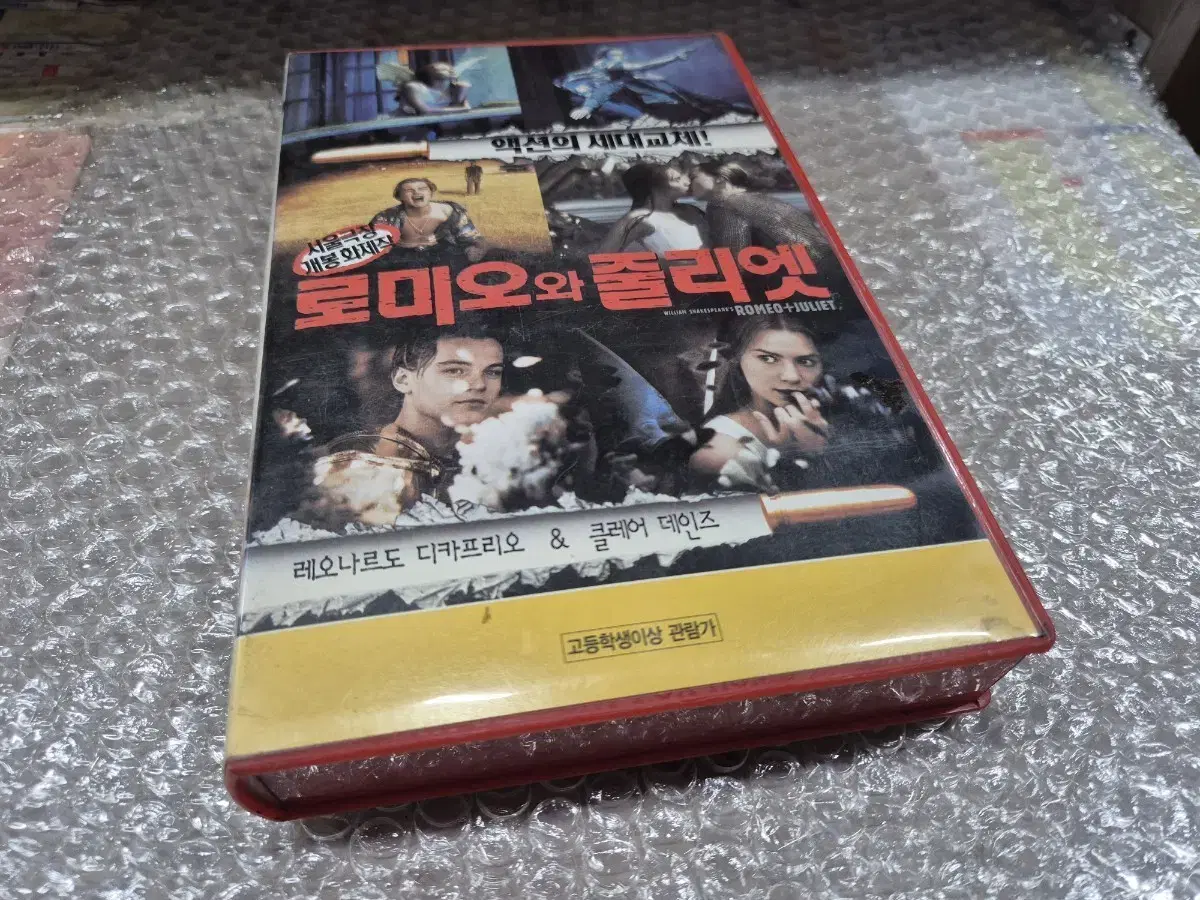 액션의 세대교체!
서울극장
개봉 화제작
로미오와 줄리엣
WILLIAM SHAKESPEARE'S ROMEO+JULIET
레오나르도 디카프리오 & 클레어 데인즈
고등학생이상 관람가